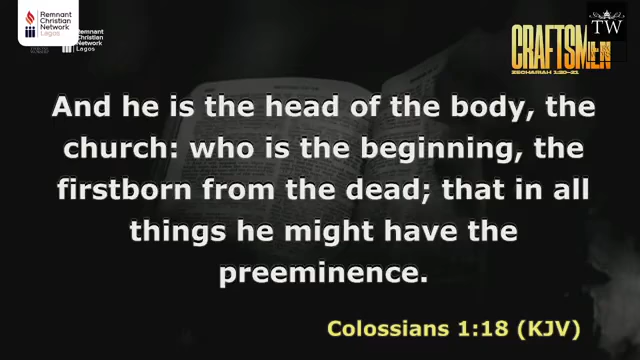 Remnant
Christian
Network
Lagos
Remnant
Christian
Network
Lagos
CRAFTSMEN
ZECHARIAH 1:20-21
TW
And he is the head of the body, the
church: who is the beginning, the
firstborn from the dead; that in all
things he might have the
preeminence.
Colossians 1:18 (KJV)